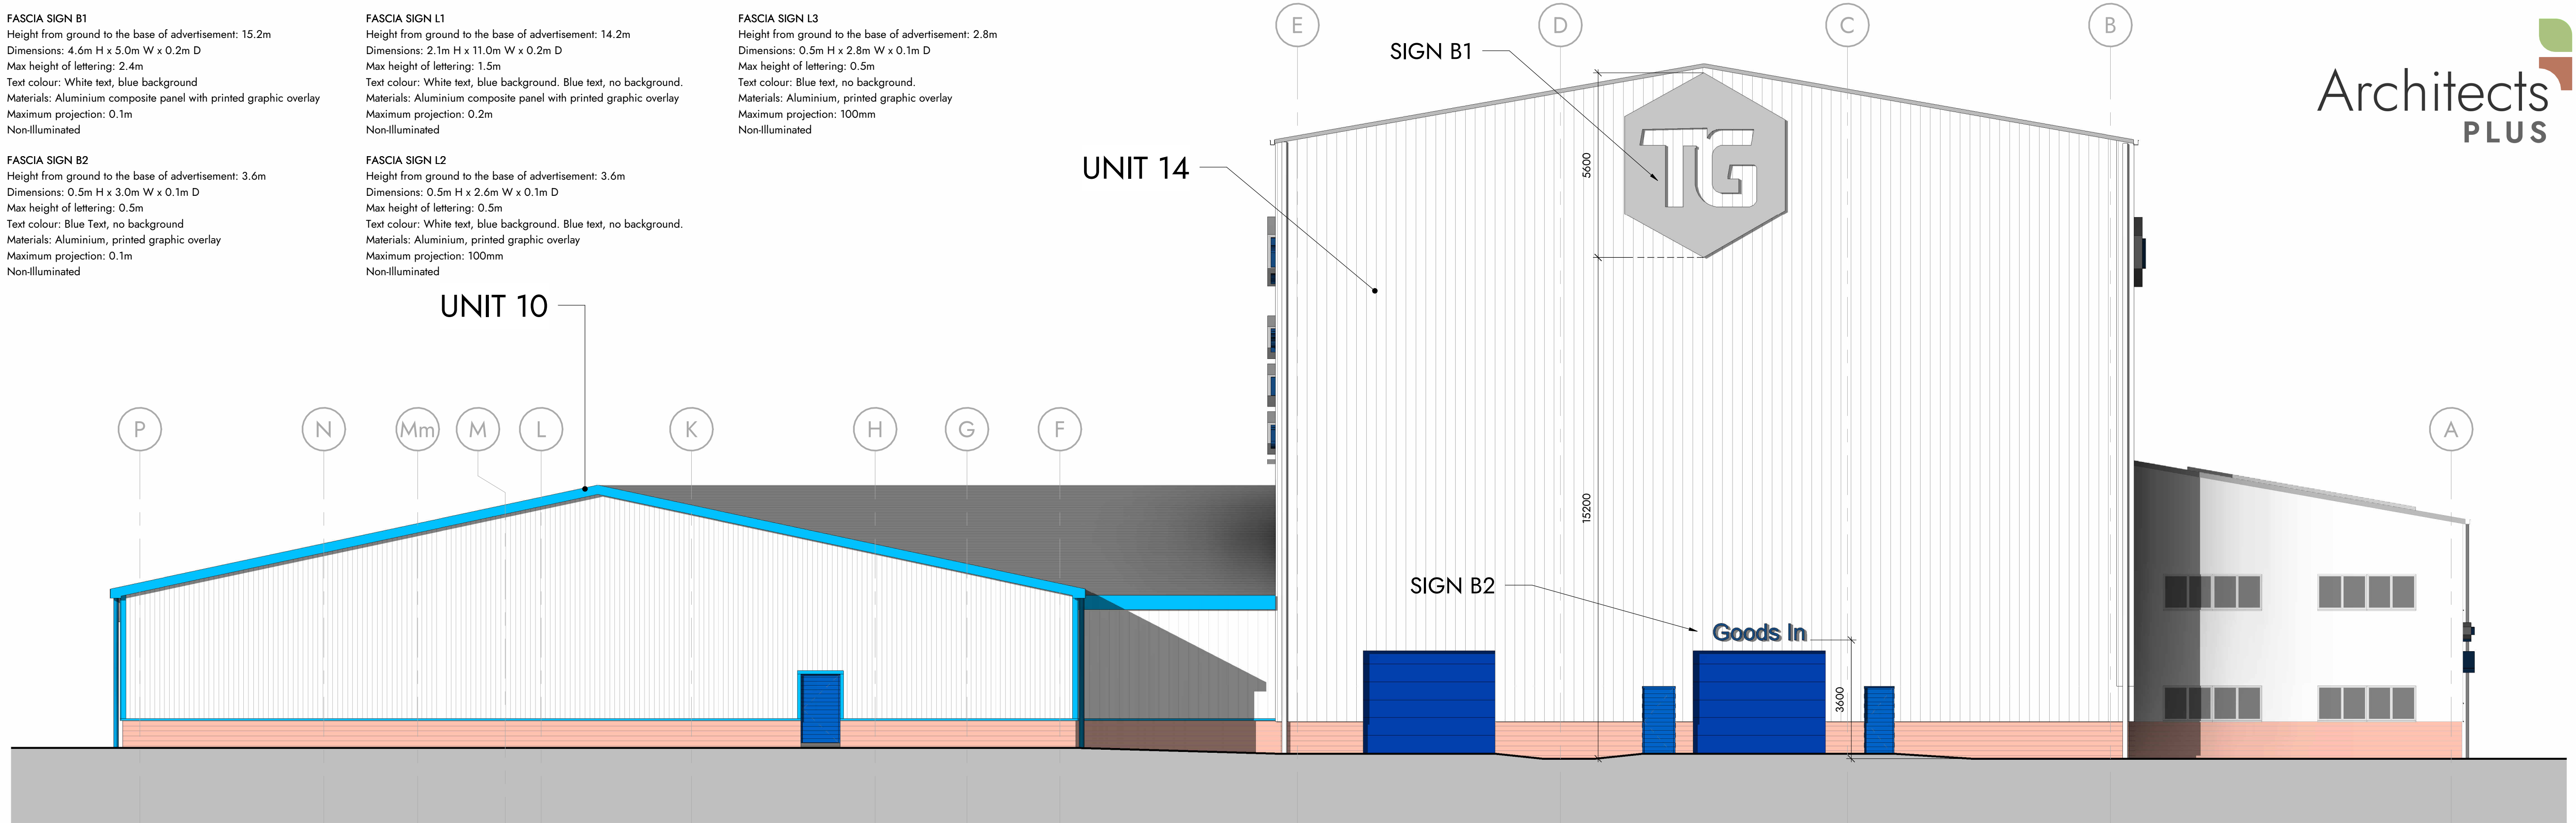 FASCIA SIGN B1
Height from ground to the base of advertisement: 15.2m
Dimensions: 4.6m H x 5.0m W x 0.2m D
Max height of lettering: 2.4m
Text colour: White text, blue background
Materials: Aluminium composite panel with printed graphic overlay
Maximum projection: 0.1m
Non-Illuminated
FASCIA SIGN B2
Height from ground to the base of advertisement: 3.6m
Dimensions: 0.5m H x 3.0m W x 0.1m D
Max height of lettering: 0.5m
Text colour: Blue Text, no background
Materials: Aluminium, printed graphic overlay
Maximum projection: 0.1m
Non-Illuminated
FASCIA SIGN L1
Height from ground to the base of advertisement: 14.2m
Dimensions: 2.1m H x 11.0m W x 0.2m D
Max height of lettering: 1.5m
Text colour: White text, blue background. Blue text, no background.
Materials: Aluminium composite panel with printed graphic overlay
Maximum projection: 0.2m
Non-Illuminated
FASCIA SIGN L2
Height from ground to the base of advertisement: 3.6m
Dimensions: 0.5m H x 2.6m W x 0.1m D
Max height of lettering: 0.5m
Text colour: White text, blue background. Blue text, no background.
Materials: Aluminium, printed graphic overlay
Maximum projection: 100mm
Non-Illuminated
FASCIA SIGN L3
Height from ground to the base of advertisement: 2.8m
Dimensions: 0.5m H x 2.8m W x 0.1m D
Max height of lettering: 0.5m
Text colour: Blue text, no background.
Materials: Aluminium, printed graphic overlay
Maximum projection: 100mm
Non-Illuminated
E
D
C
B
Architects
PLUS
SIGN B1
UNIT 14
TG
5600
UNIT 10
P
N
Mm
M
L
K
H
G
F
A
15200
SIGN B2
Goods In
3600